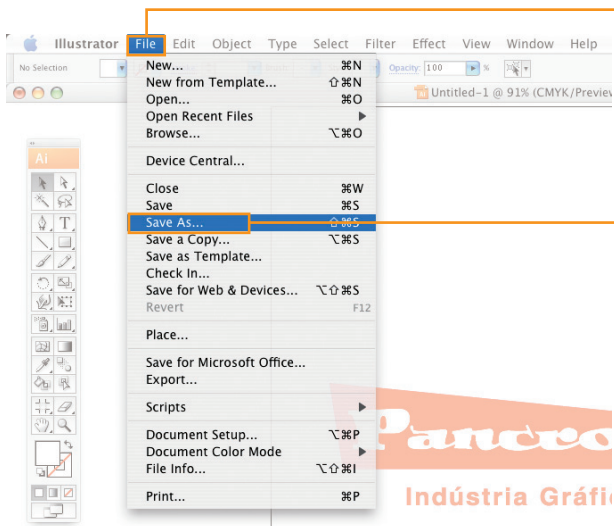 Illustrator File Edit Object Type Select Filter Effect View Window Help
No Selection Opacity: 100 %
Untitled-1 @ 91% (CMYK/Preview
New... ⌘N
New from Template... ⇧⌘N
Open... ⌘O
Open Recent Files
Browse... ⌥⌘O
Device Central...
Close ⌘W
Save ⌘S
Save As... ⇧⌘S
Save a Copy... ⌥⌘S
Save as Template...
Check In...
Save for Web & Devices... ⌥⇧⌘S
Revert F12
Place...
Save for Microsoft Office...
Export...
Scripts
Document Setup... ⌥⌘P
Document Color Mode
File Info... ⌥⇧⌘I
Print... ⌘P
Ai
T
Pancro
Indústria Gráfi